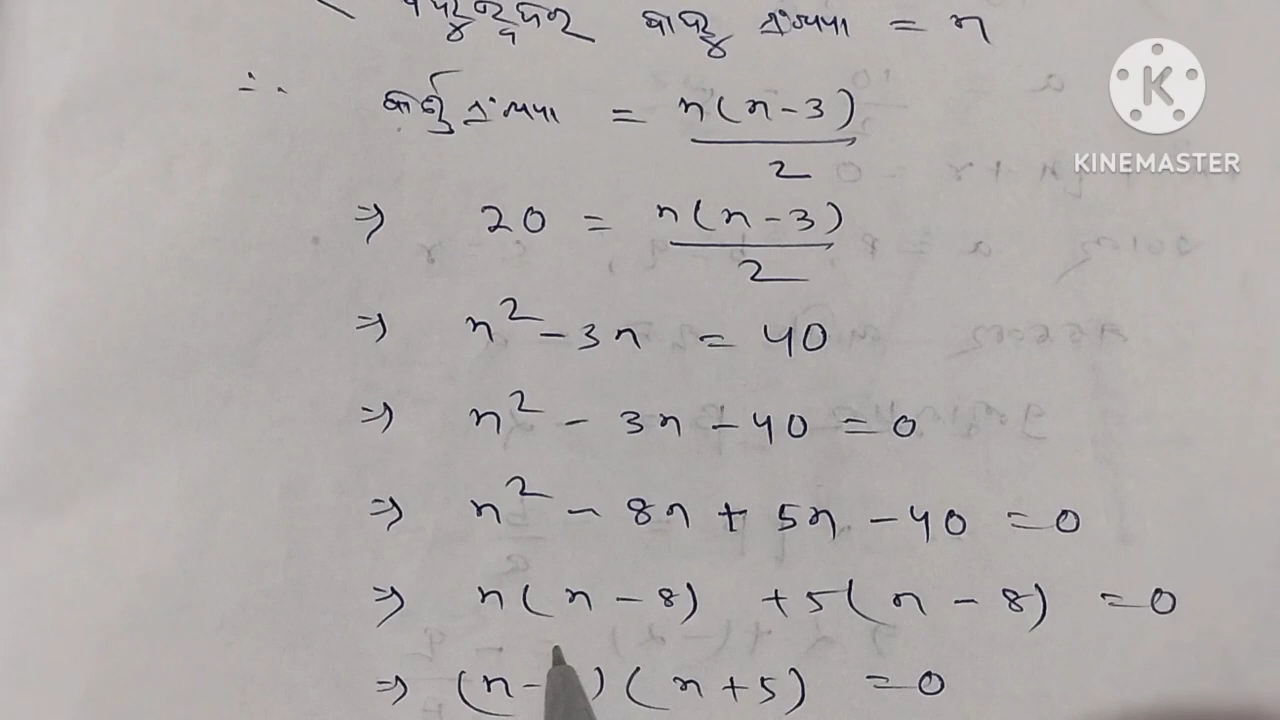 ବାହୁ ସଂଖ୍ୟା = n
∴ କର୍ଣ୍ଣ ସଂଖ୍ୟା = n(n-3)/2
⇒ 20 = n(n-3)/2
⇒ n² - 3n = 40
⇒ n² - 3n - 40 = 0
⇒ n² - 8n + 5n - 40 = 0
⇒ n(n-8) +5(n-8) = 0
⇒ (n- ) (n+5) = 0
K
KINEMASTER